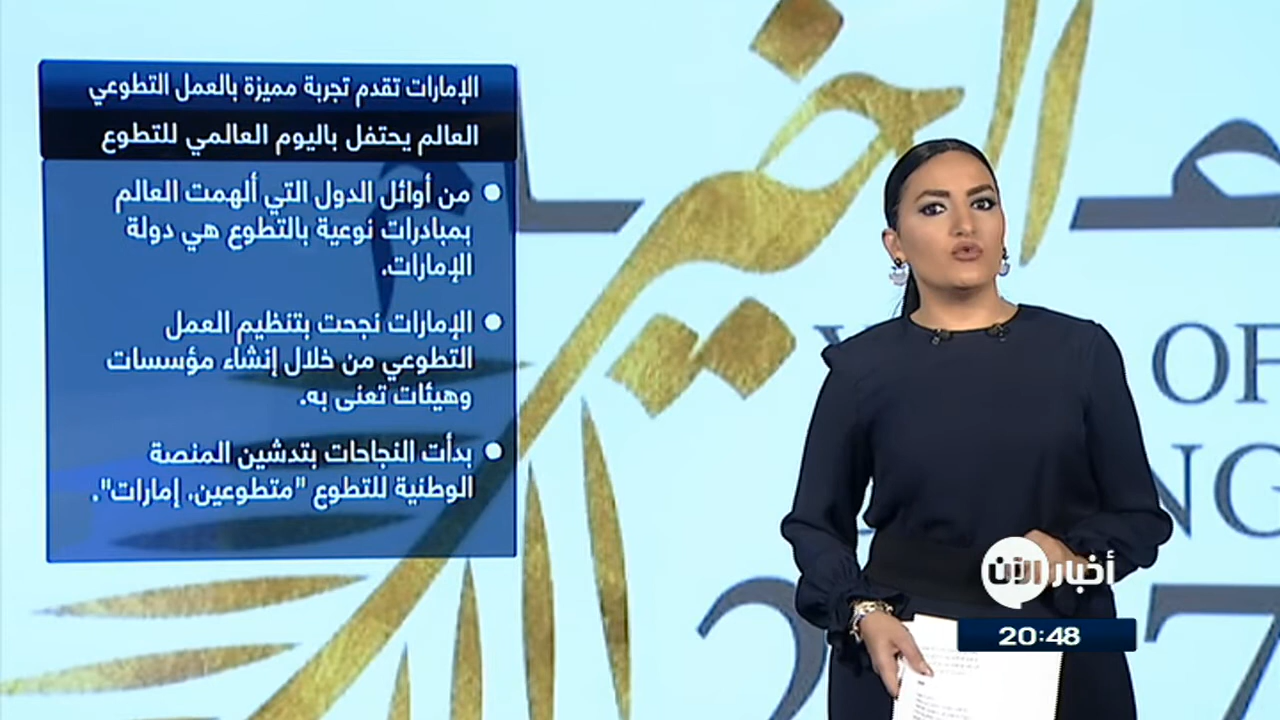 الإمارات تقدم تجربة مميزة بالعمل التطوعي
العالم يحتفل باليوم العالمي للتطوع
من أوائل الدول التي ألهمت العالم
بمبادرات نوعية بالتطوع هي دولة
الإمارات.
الإمارات نجحت بتنظيم العمل
التطوعي من خلال إنشاء مؤسسات
وهيئات تعنى به.
بدأت النجاحات بتدشين المنصة
الوطنية للتطوع "متطوعين. إمارات".
الخير
OF
أخبار الآن
20:48